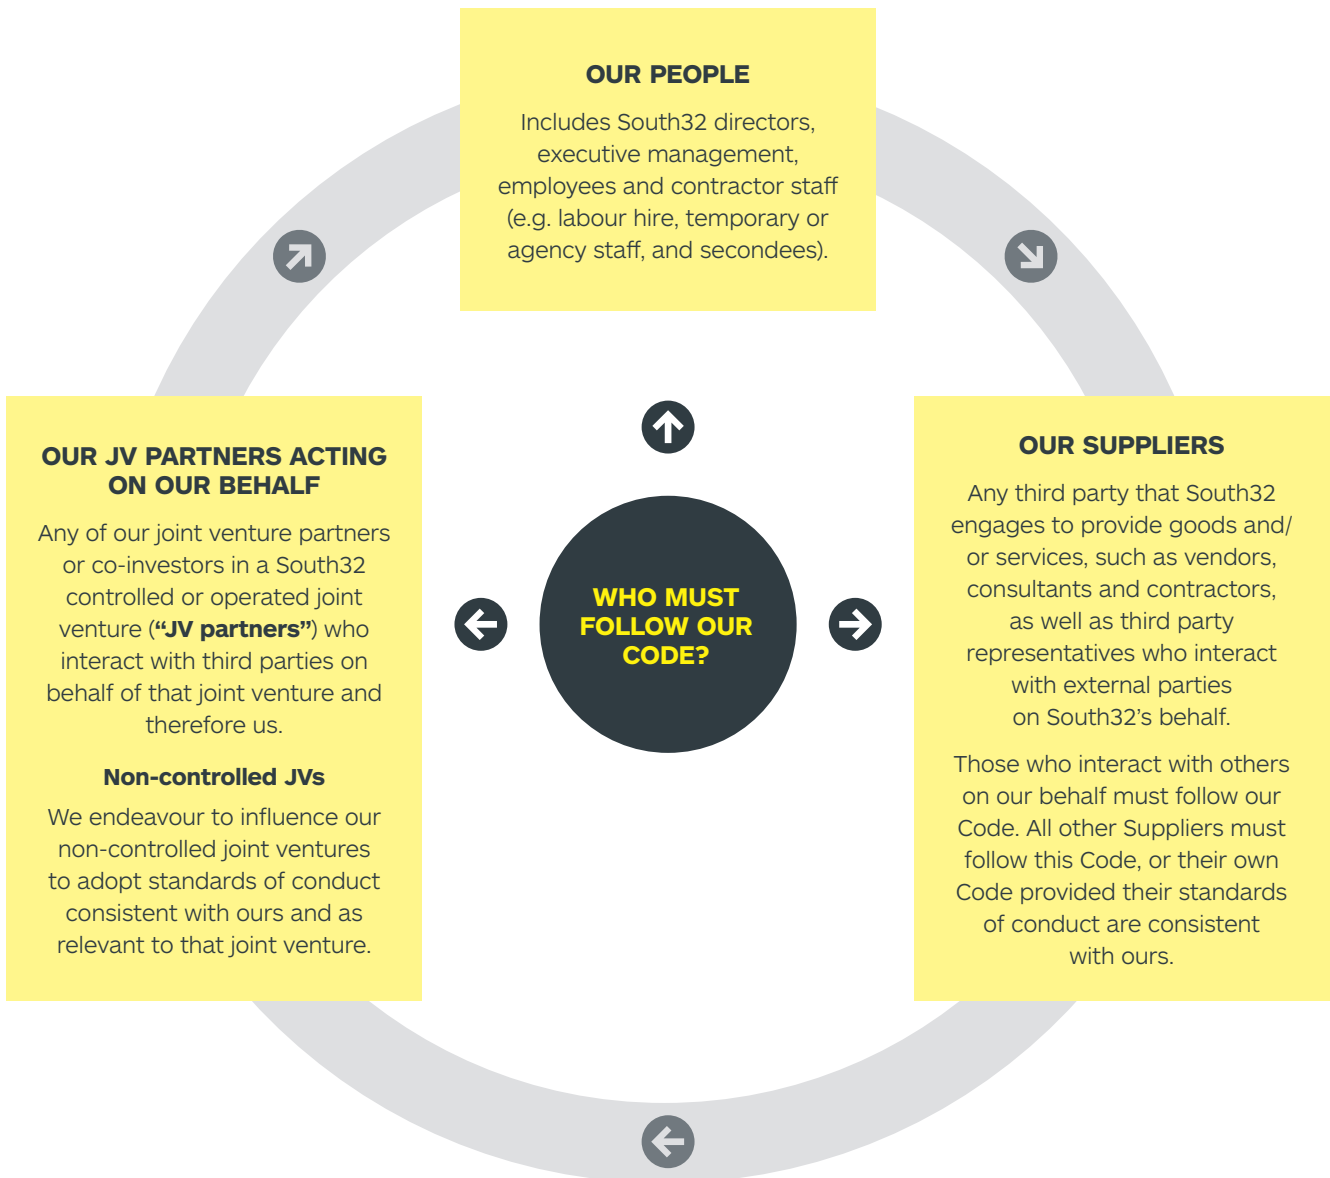 OUR PEOPLE
Includes South32 directors,
executive management,
employees and contractor staff
(e.g. labour hire, temporary or
agency staff, and secondees).
OUR JV PARTNERS ACTING
ON OUR BEHALF
Any of our joint venture partners
or co-investors in a South32
controlled or operated joint
venture (“JV partners”) who
interact with third parties on
behalf of that joint venture and
therefore us.
Non-controlled JVs
We endeavour to influence our
non-controlled joint ventures
to adopt standards of conduct
consistent with ours and as
relevant to that joint venture.
WHO MUST
FOLLOW OUR
CODE?
OUR SUPPLIERS
Any third party that South32
engages to provide goods and/
or services, such as vendors,
consultants and contractors,
as well as third party
representatives who interact
with external parties
on South32’s behalf.
Those who interact with others
on our behalf must follow our
Code. All other Suppliers must
follow this Code, or their own
Code provided their standards
of conduct are consistent
with ours.